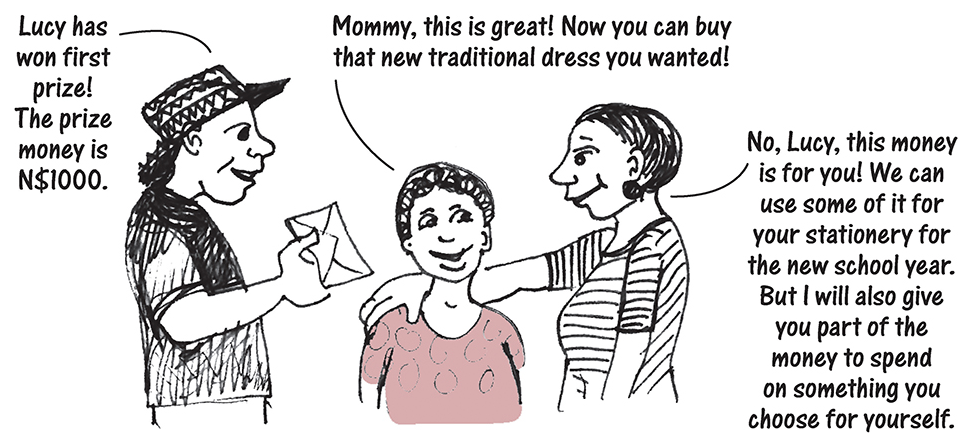 Lucy has
won first
prize!
The prize
money is
N$1000.
Mommy, this is great! Now you can buy
that new traditional dress you wanted!
No, Lucy, this money
is for you! We can
use some of it for
your stationery for
the new school year.
But I will also give
you part of the
money to spend
on something you
choose for yourself.